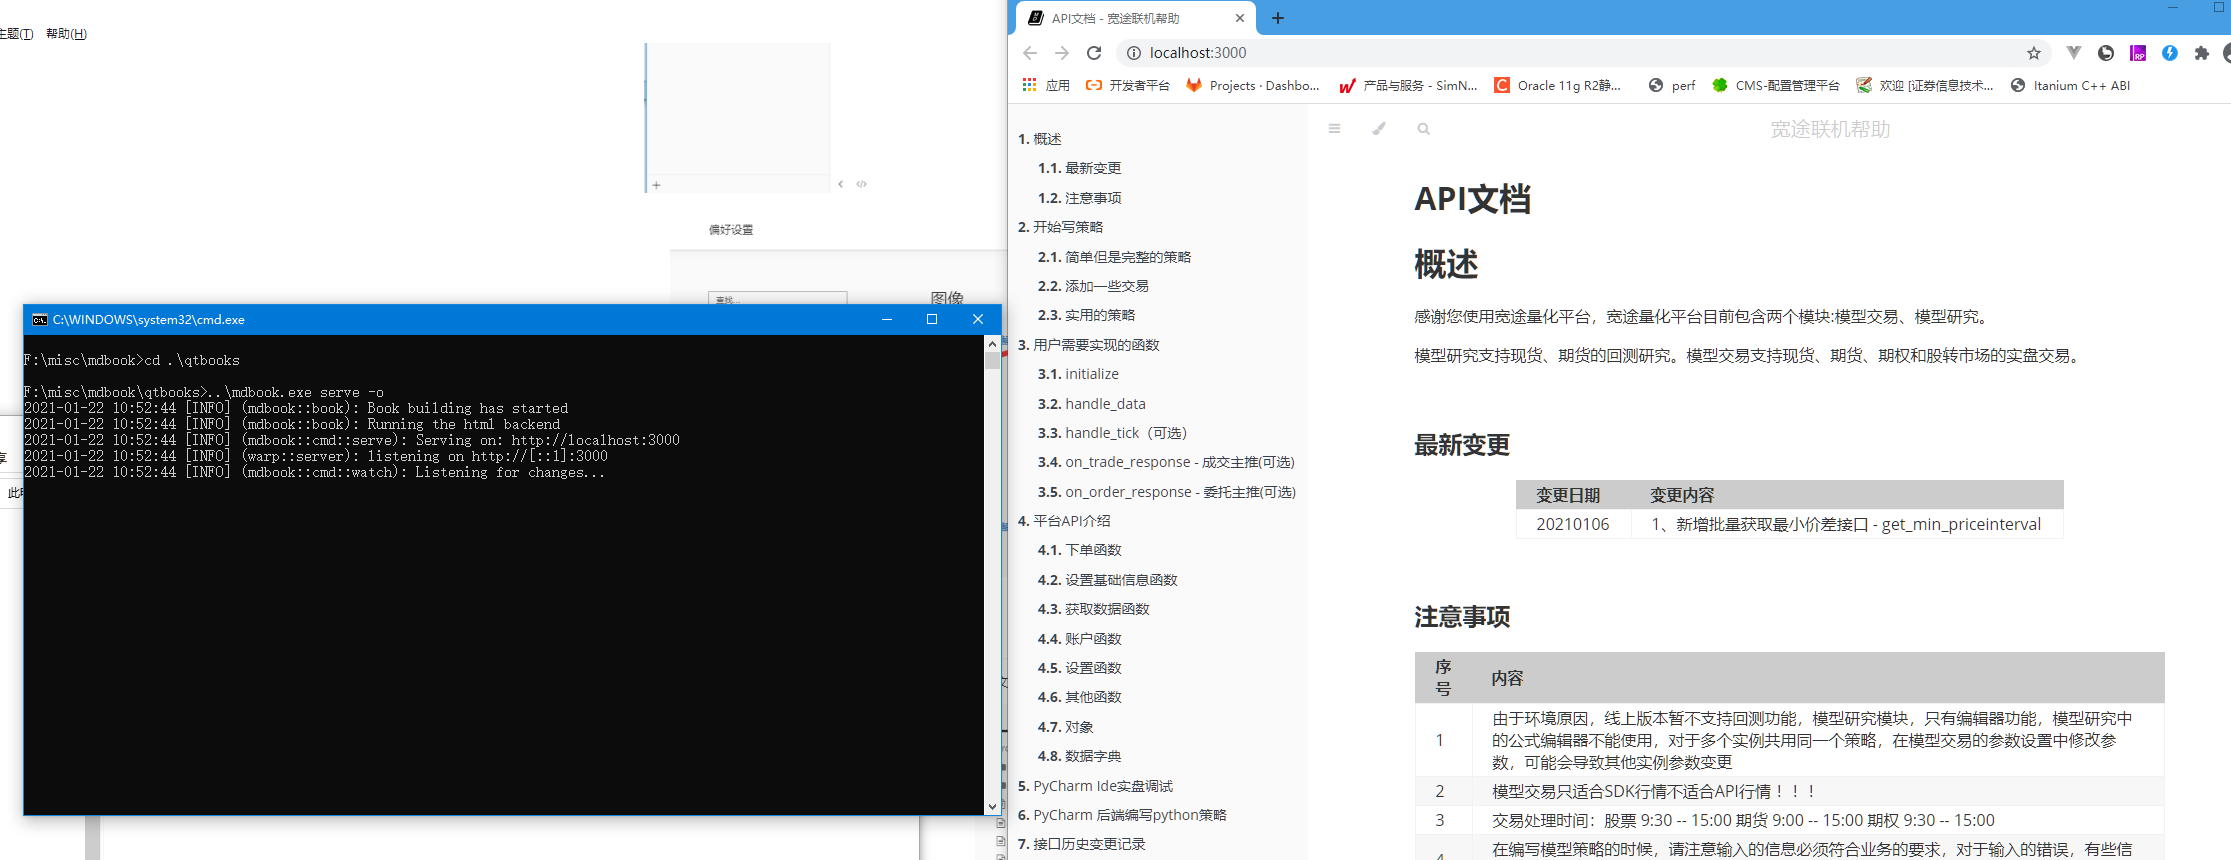 主题(T) 帮助(H)
偏好设置
查找...
图像
C:\WINDOWS\system32\cmd.exe
F:\misc\mdbook>cd .\qtbooks
F:\misc\mdbook\qtbooks>..\mdbook.exe serve -o
2021-01-22 10:52:44 [INFO] (mdbook::book): Book building has started
2021-01-22 10:52:44 [INFO] (mdbook::book): Running the html backend
2021-01-22 10:52:44 [INFO] (mdbook::cmd::serve): Serving on: http://localhost:3000
2021-01-22 10:52:44 [INFO] (warp::server): listening on http://[::1]:3000
2021-01-22 10:52:44 [INFO] (mdbook::cmd::watch): Listening for changes...
API文档 - 宽途联机帮助
localhost:3000
应用 开发者平台 Projects · Dashbo... 产品与服务 - SimN... Oracle 11g R2静... perf CMS-配置管理平台 欢迎 [证券信息技术... Itanium C++ ABI
1. 概述
1.1. 最新变更
1.2. 注意事项
2. 开始写策略
2.1. 简单但是完整的策略
2.2. 添加一些交易
2.3. 实用的策略
3. 用户需要实现的函数
3.1. initialize
3.2. handle_data
3.3. handle_tick（可选）
3.4. on_trade_response - 成交主推(可选)
3.5. on_order_response - 委托主推(可选)
4. 平台API介绍
4.1. 下单函数
4.2. 设置基础信息函数
4.3. 获取数据函数
4.4. 账户函数
4.5. 设置函数
4.6. 其他函数
4.7. 对象
4.8. 数据字典
5. PyCharm Ide实盘调试
6. PyCharm 后端编写python策略
7. 接口历史变更记录
宽途联机帮助
API文档
概述
感谢您使用宽途量化平台，宽途量化平台目前包含两个模块:模型交易、模型研究。
模型研究支持现货、期货的回测研究。模型交易支持现货、期货、期权和股转市场的实盘交易。
最新变更
变更日期 变更内容
20210106 1、新增批量获取最小价差接口 - get_min_priceinterval
注意事项
序号 内容
1 由于环境原因，线上版本暂不支持回测功能，模型研究模块，只有编辑器功能，模型研究中
的公式编辑器不能使用，对于多个实例共用同一个策略，在模型交易的参数设置中修改参
数，可能会导致其他实例参数变更
2 模型交易只适合SDK行情不适合API行情！！！
3 交易处理时间：股票 9:30 -- 15:00 期货 9:00 -- 15:00 期权 9:30 -- 15:00
4 在编写模型策略的时候，请注意输入的信息必须符合业务的要求，对于输入的错误，有些信